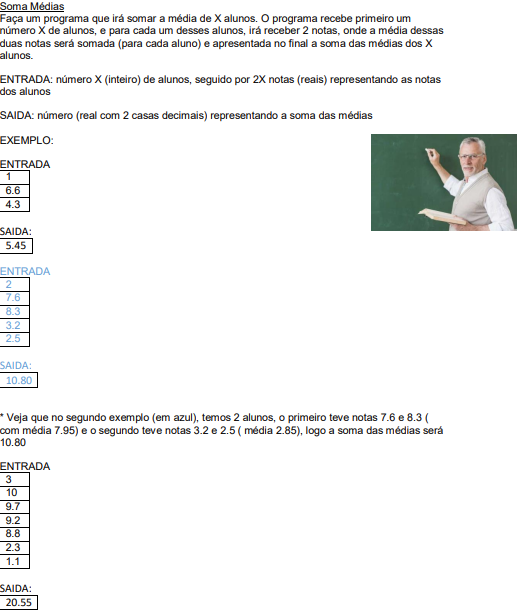 Soma Médias
Faça um programa que irá somar a média de X alunos. O programa recebe primeiro um
número X de alunos, e para cada um desses alunos, irá receber 2 notas, onde a média dessas
duas notas será somada (para cada aluno) e apresentada no final a soma das médias dos X
alunos.
ENTRADA: número X (inteiro) de alunos, seguido por 2X notas (reais) representando as notas
dos alunos
SAIDA: número (real com 2 casas decimais) representando a soma das médias
EXEMPLO:
ENTRADA
1
6.6
4.3
SAIDA:
5.45
ENTRADA
2
7.6
8.3
3.2
2.5
SAIDA:
10.80
* Veja que no segundo exemplo (em azul), temos 2 alunos, o primeiro teve notas 7.6 e 8.3 (
com média 7.95) e o segundo teve notas 3.2 e 2.5 ( média 2.85), logo a soma das médias será
10.80
ENTRADA
3
10
9.7
9.2
8.8
2.3
1.1
SAIDA:
20.55